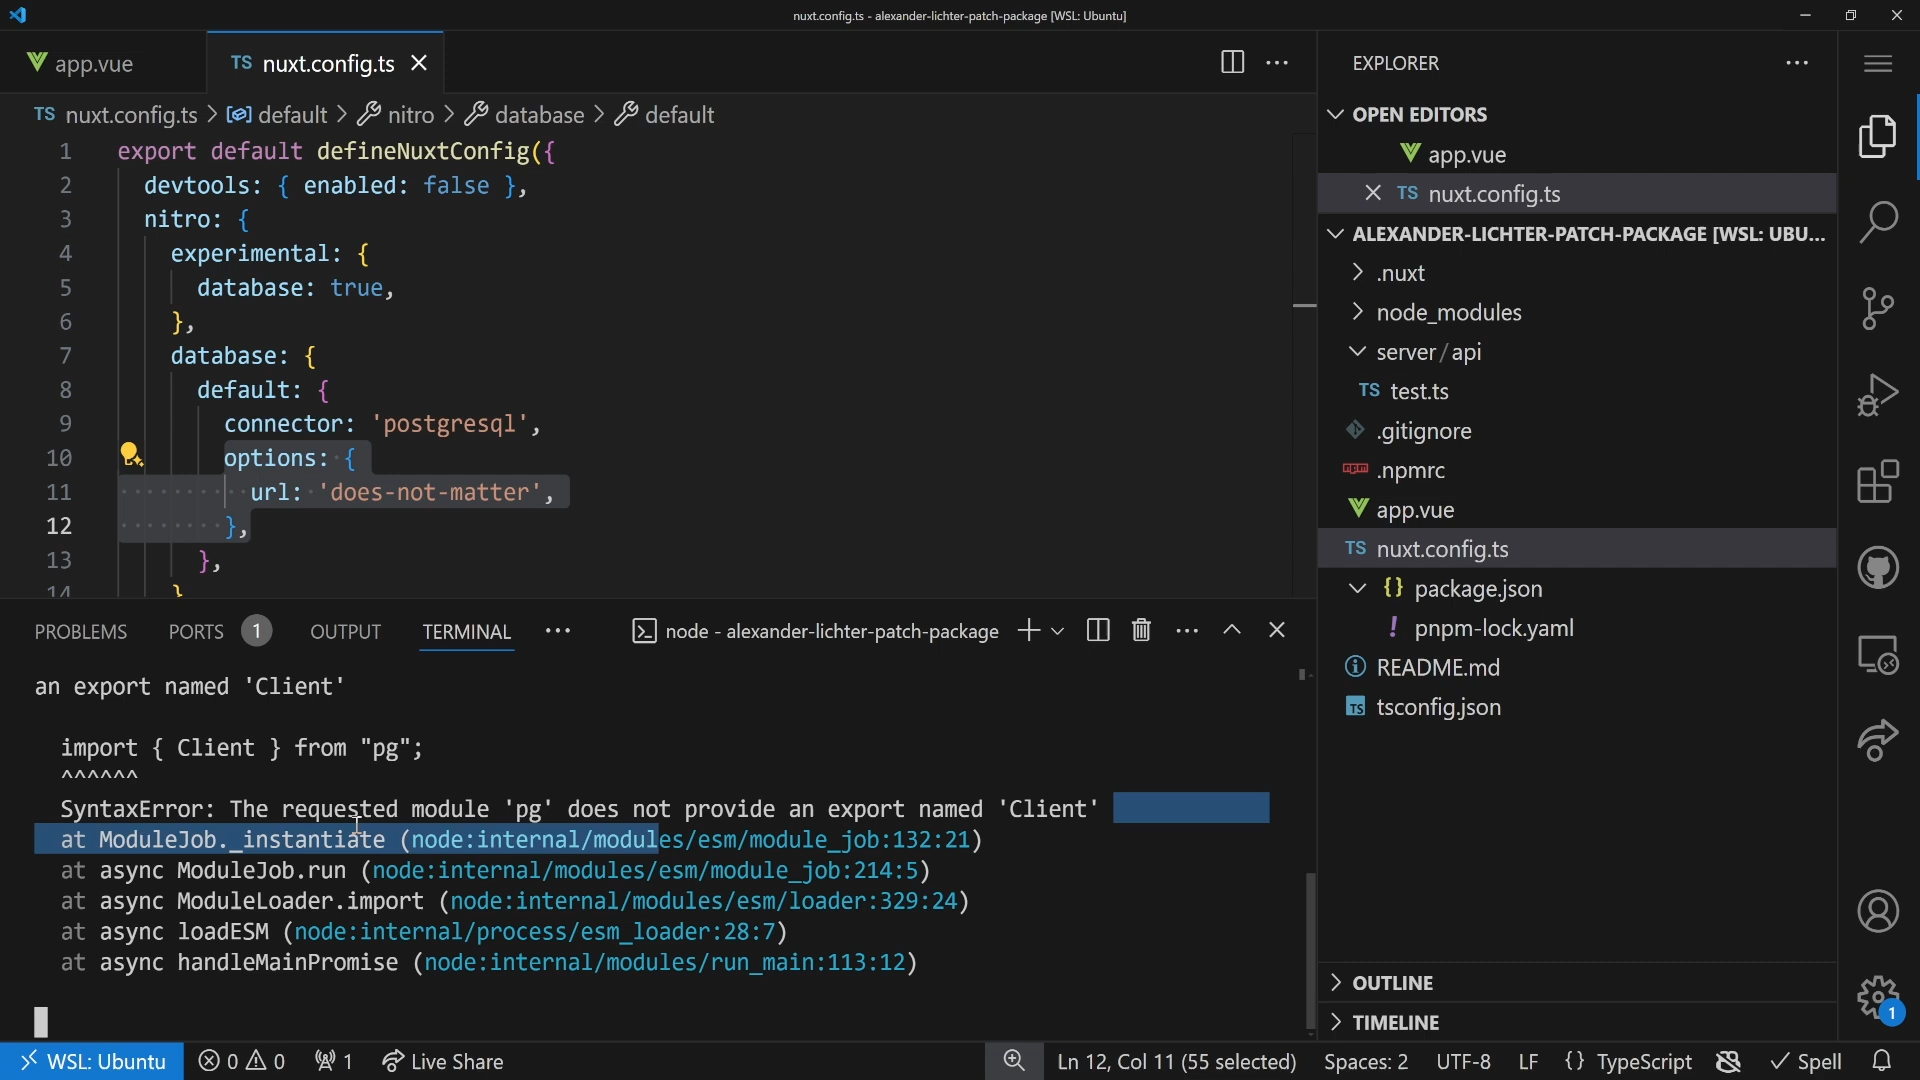 nuxt.config.ts - alexander-lichter-patch-package [WSL: Ubuntu]
app.vue
TS nuxt.config.ts
TS nuxt.config.ts > default > nitro > database > default
1 export default defineNuxtConfig({
2 devtools: { enabled: false },
3 nitro: {
4 experimental: {
5 database: true,
6 },
7 database: {
8 default: {
9 connector: 'postgresql',
10 options: {
11 url: 'does-not-matter',
12 },
13 },
14 }
PROBLEMS PORTS 1 OUTPUT TERMINAL ... node - alexander-lichter-patch-package
an export named 'Client'
import { Client } from "pg";
^^^^^^
SyntaxError: The requested module 'pg' does not provide an export named 'Client'
at ModuleJob._instantiate (node:internal/modules/esm/module_job:132:21)
at async ModuleJob.run (node:internal/modules/esm/module_job:214:5)
at async ModuleLoader.import (node:internal/modules/esm/loader:329:24)
at async loadESM (node:internal/process/esm_loader:28:7)
at async handleMainPromise (node:internal/modules/run_main:113:12)
EXPLORER
OPEN EDITORS
app.vue
TS nuxt.config.ts
ALEXANDER-LICHTER-PATCH-PACKAGE [WSL: UBU...
.nuxt
node_modules
server/api
TS test.ts
.gitignore
npm .npmrc
app.vue
TS nuxt.config.ts
{} package.json
! pnpm-lock.yaml
README.md
TS tsconfig.json
OUTLINE
TIMELINE
1
WSL: Ubuntu 0 0 1 Live Share Ln 12, Col 11 (55 selected) Spaces: 2 UTF-8 LF {} TypeScript Spell